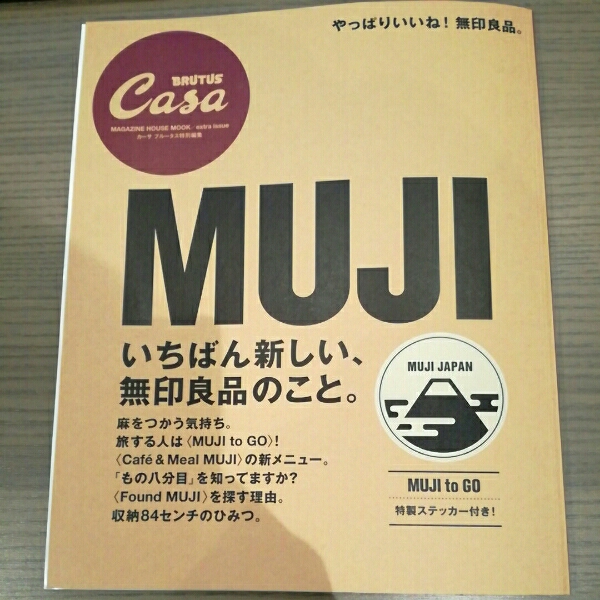 やっぱりいいね！無印良品。
BRUTUS
Casa
MAGAZINE HOUSE MOOK extra issue
カーサ ブルータス特別編集
MUJI
いちばん新しい、
無印良品のこと。
麻をつかう気持ち。
旅する人は〈MUJI to GO〉！
〈Café & Meal MUJI〉の新メニュー。
「もの八分目」を知ってますか？
〈Found MUJI〉を探す理由。
収納84センチのひみつ。
MUJI JAPAN
MUJI to GO
特製ステッカー付き！